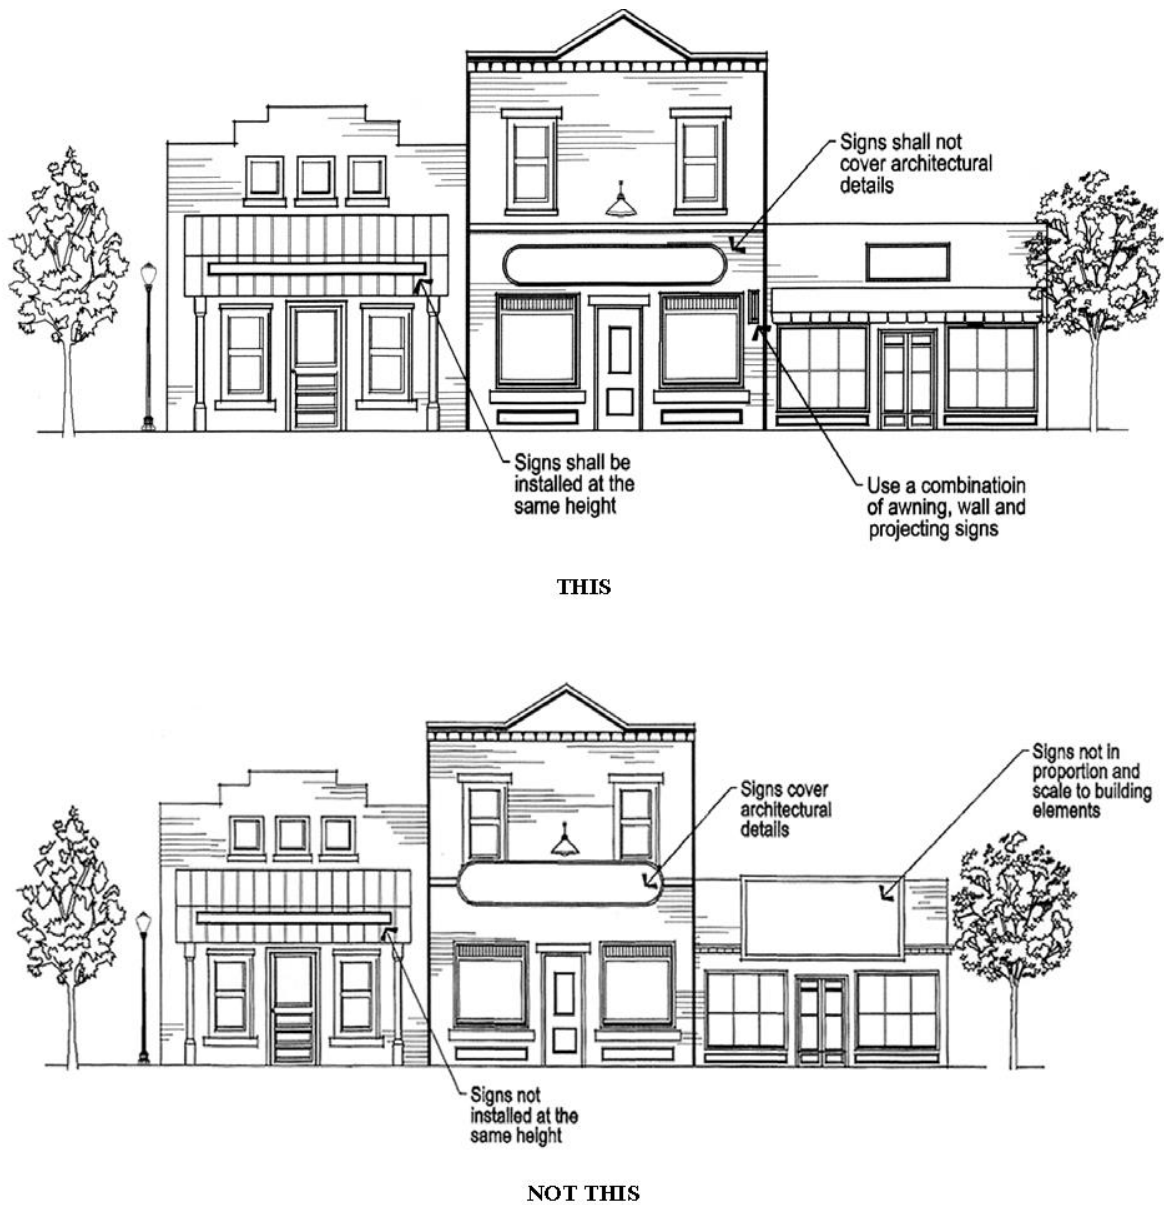 Signs shall not
cover architectural
details
Signs shall be
installed at the
same height
Use a combinatioin
of awning, wall and
projecting signs
THIS
Signs not in
proportion and
scale to building
elements
Signs cover
architectural
details
Signs not
installed at the
same height
NOT THIS